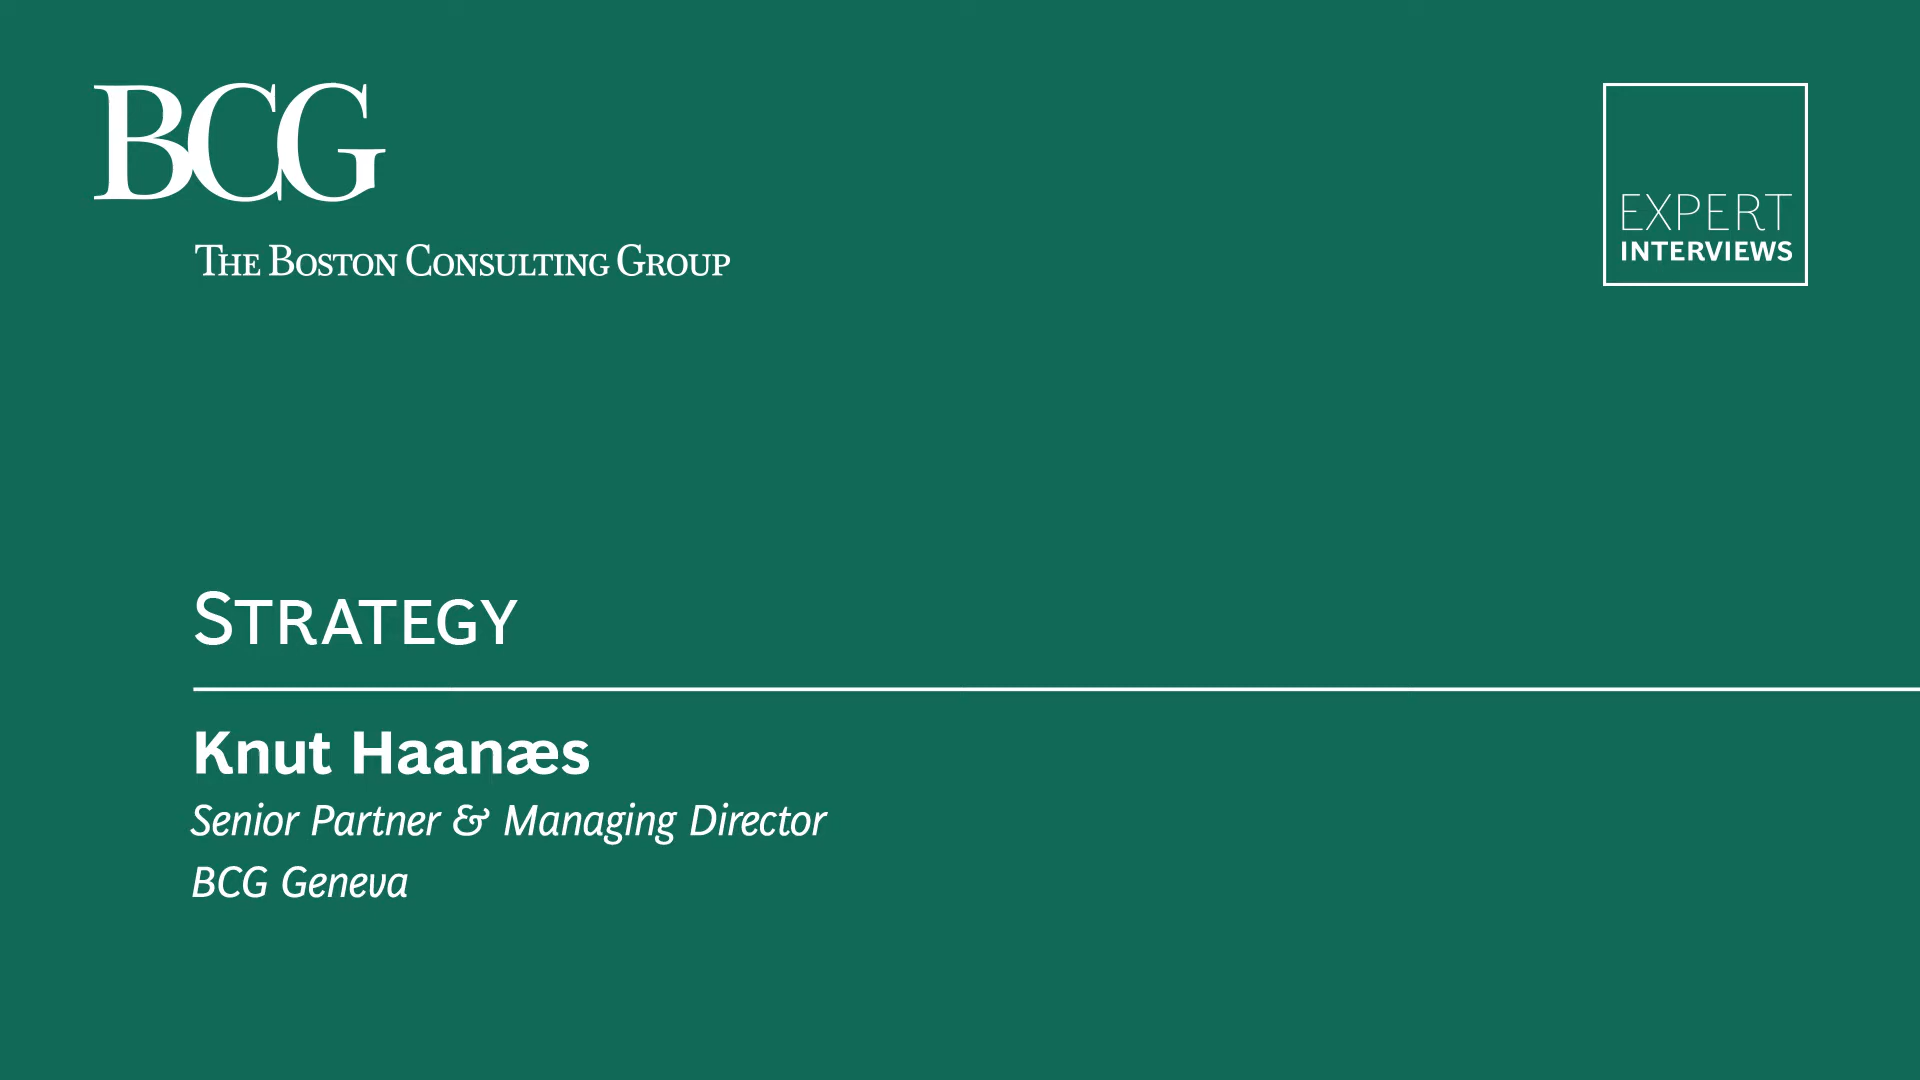 BCG
The Boston Consulting Group
EXPERT
INTERVIEWS
Strategy
Knut Haanæs
Senior Partner & Managing Director
BCG Geneva